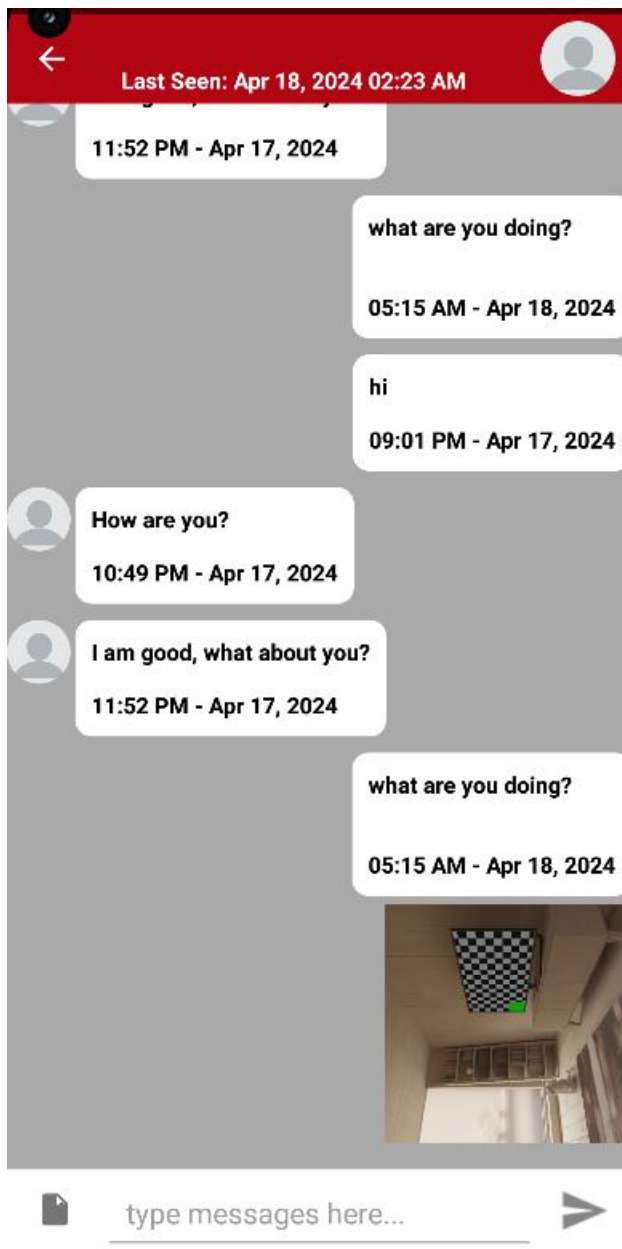 Last Seen: Apr 18, 2024 02:23 AM
11:52 PM - Apr 17, 2024
what are you doing?
05:15 AM - Apr 18, 2024
hi
09:01 PM - Apr 17, 2024
How are you?
10:49 PM - Apr 17, 2024
I am good, what about you?
11:52 PM - Apr 17, 2024
what are you doing?
05:15 AM - Apr 18, 2024
type messages here...